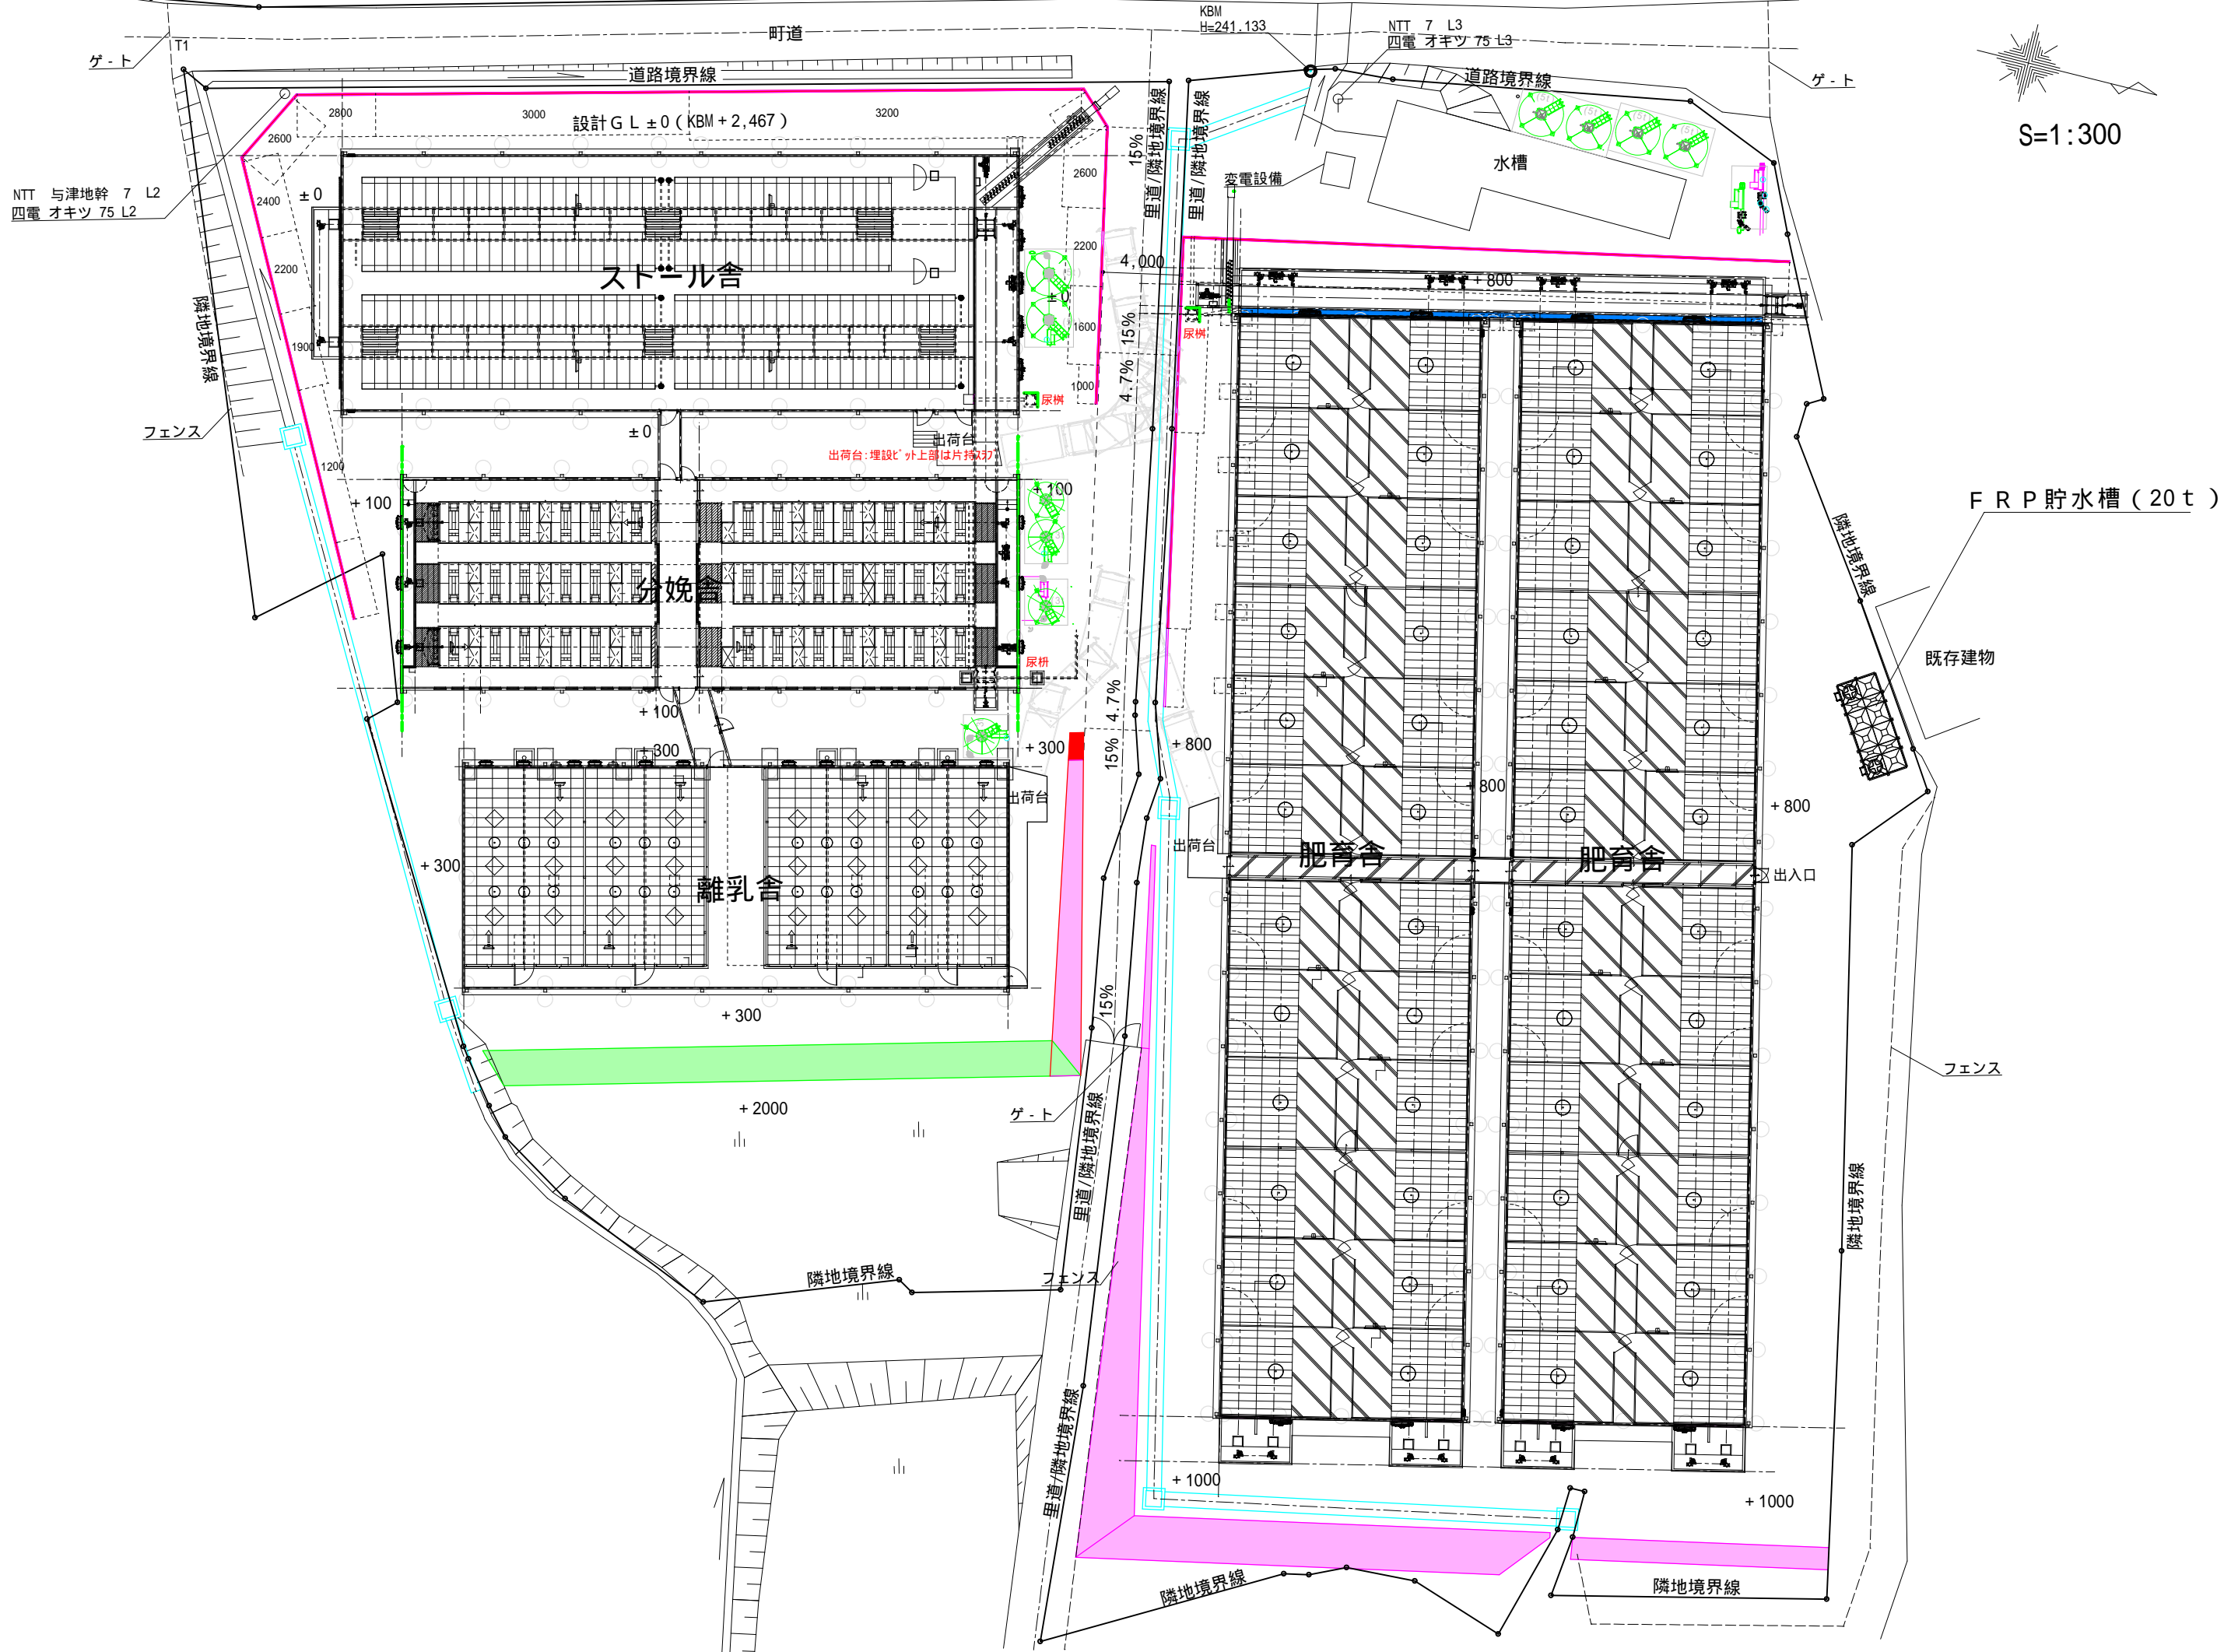 町道
KBM
H=241.133
NTT 7 L3
四電 オキツ 75 L3
ゲ-ト
T1
道路境界線
道路境界線
ゲ-ト
S=1:300
2800
3000
3200
設計GL±0(KBM+2,467)
2600
2400
2200
1900
1200
±0
NTT 与津地幹 7 L2
四電 オキツ 75 L2
隣地境界線
フェンス
ストール舎
里道/隣地境界線
里道/隣地境界線
15%
2600
2200
4,000
±0
1600
1000
15%
4.7%
尿桝
尿桝
変電設備
水槽
+800
±0
出荷台
出荷台:埋設ピット上部は片持スラブ
+100
+100
分娩舎
尿枡
FRP貯水槽(20t)
隣地境界線
既存建物
+100
+300
+300
4.7%
15%
+800
+800
+800
出荷台
出荷台
+300
離乳舎
肥育舎
肥育舎
出入口
+300
15%
フェンス
+2000
ゲ-ト
里道/隣地境界線
隣地境界線
隣地境界線
フェンス
里道/隣地境界線
+1000
+1000
隣地境界線
隣地境界線